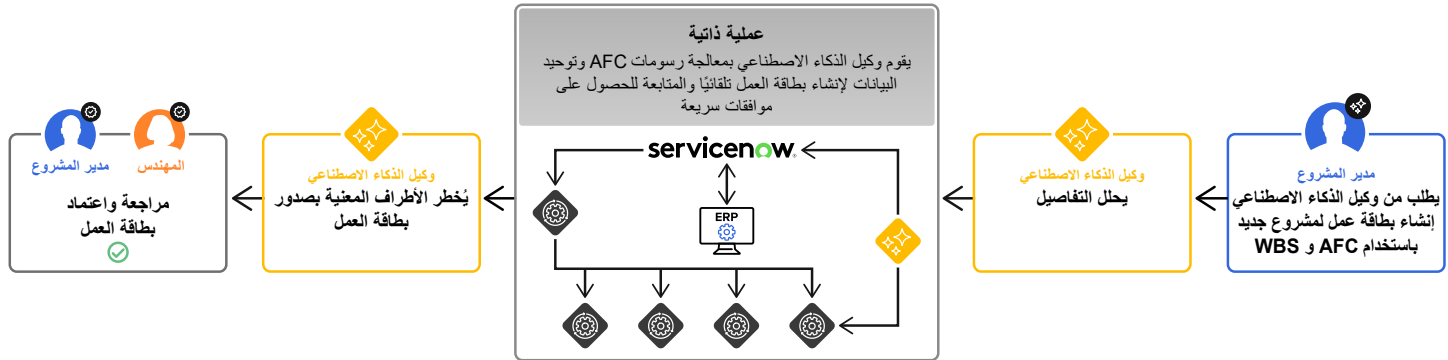 مدير المشروع
يطلب من وكيل الذكاء الاصطناعي
إنشاء بطاقة عمل لمشروع جديد
باستخدام AFC و WBS
وكيل الذكاء الاصطناعي
يحلل التفاصيل
عملية ذاتية
يقوم وكيل الذكاء الاصطناعي بمعالجة رسومات AFC وتوحيد
البيانات لإنشاء بطاقة العمل تلقائيًا والمتابعة للحصول على
موافقات سريعة
servicenow.
ERP
وكيل الذكاء الاصطناعي
يُخطر الأطراف المعنية بصدور
بطاقة العمل
المهندس
مدير المشروع
مراجعة واعتماد
بطاقة العمل